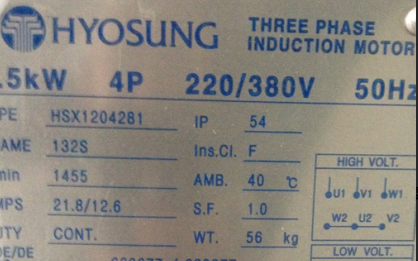 HYOSUNG THREE PHASE
INDUCTION MOTOR
.5kW 4P 220/380V 50Hz
PE HSX1204281 IP 54
AME 132S Ins.Cl. F
min 1455 AMB. 40 ℃
MPS 21.8/12.6 S.F. 1.0
UTY CONT. WT. 56 kg
HIGH VOLT.
U1 V1 W1
W2 U2 V2
LOW VOLT.
DE/DE